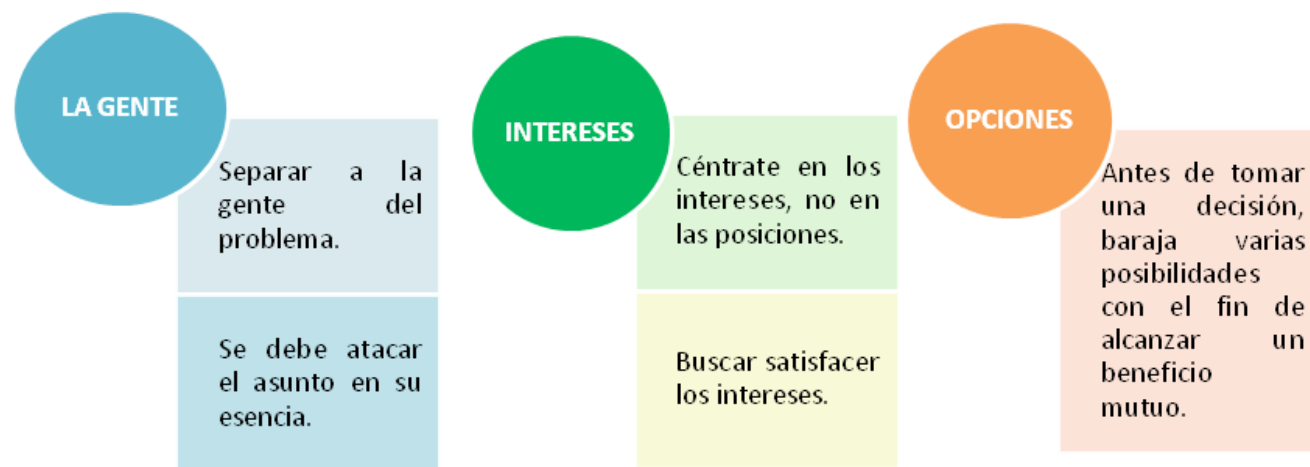 LA GENTE
Separar a la
gente del
problema.
Se debe atacar
el asunto en su
esencia.
INTERESES
Céntrate en los
intereses, no en
las posiciones.
Buscar satisfacer
los intereses.
OPCIONES
Antes de tomar
una decisión,
baraja varias
posibilidades
con el fin de
alcanzar un
beneficio
mutuo.